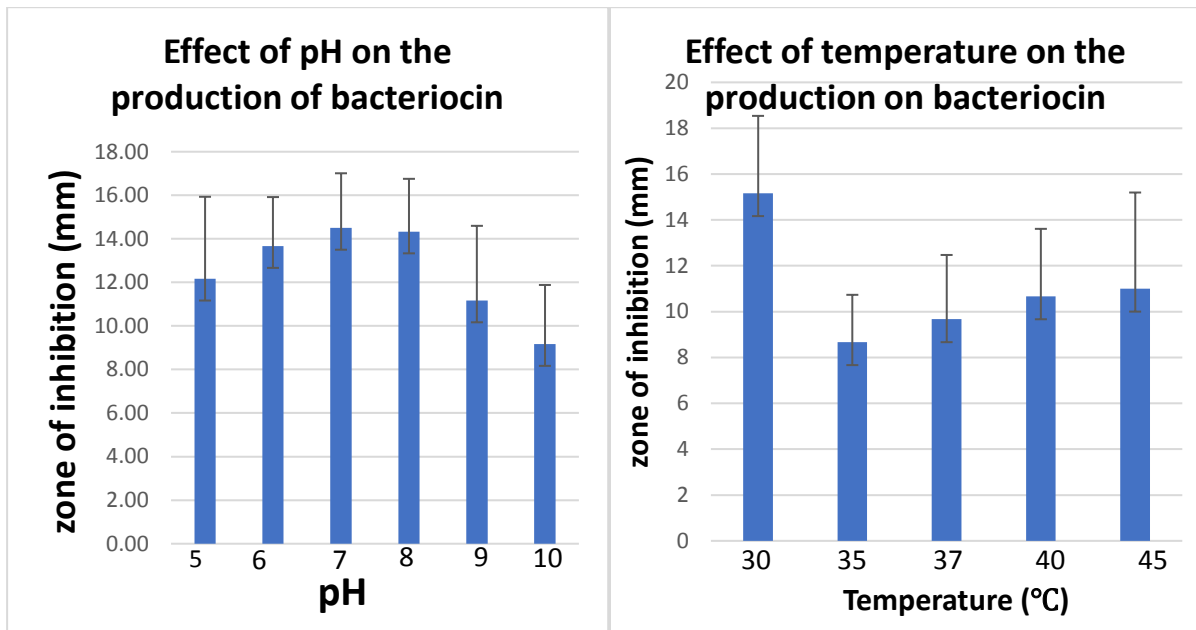 Effect of pH on the
production of bacteriocin
18.00
16.00
14.00
12.00
10.00
8.00
6.00
4.00
2.00
0.00
zone of inhibition (mm)
5 6 7 8 9 10
pH
Effect of temperature on the
production on bacteriocin
20
18
16
14
12
10
8
6
4
2
0
zone of inhibition (mm)
30 35 37 40 45
Temperature (℃)